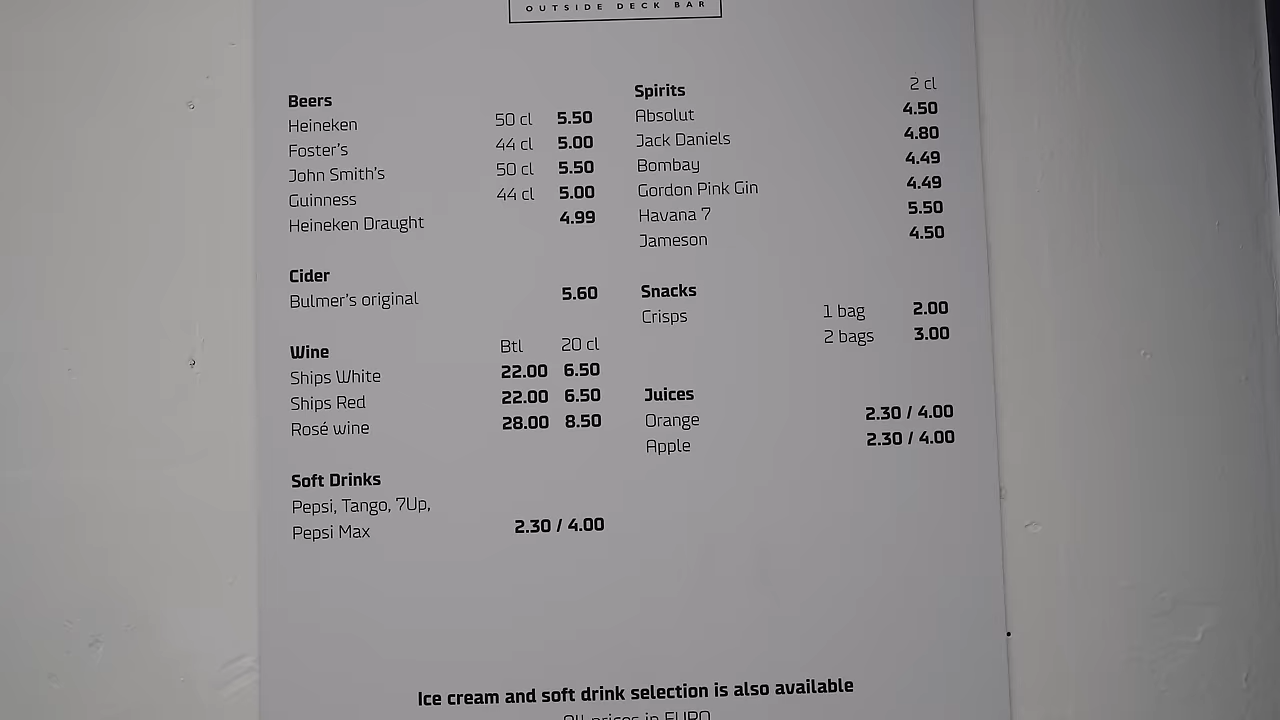 OUTSIDE DECK BAR
Beers
Heineken 50 cl 5.50
Foster's 44 cl 5.00
John Smith's 50 cl 5.50
Guinness 44 cl 5.00
Heineken Draught 4.99
Cider
Bulmer's original 5.60
Wine Btl 20 cl
Ships White 22.00 6.50
Ships Red 22.00 6.50
Rosé wine 28.00 8.50
Soft Drinks
Pepsi, Tango, 7Up,
Pepsi Max 2.30 / 4.00
Spirits 2 cl
Absolut 4.50
Jack Daniels 4.80
Bombay 4.49
Gordon Pink Gin 4.49
Havana 7 5.50
Jameson 4.50
Snacks
Crisps 1 bag 2.00
2 bags 3.00
Juices
Orange 2.30 / 4.00
Apple 2.30 / 4.00
Ice cream and soft drink selection is also available
All prices in EURO